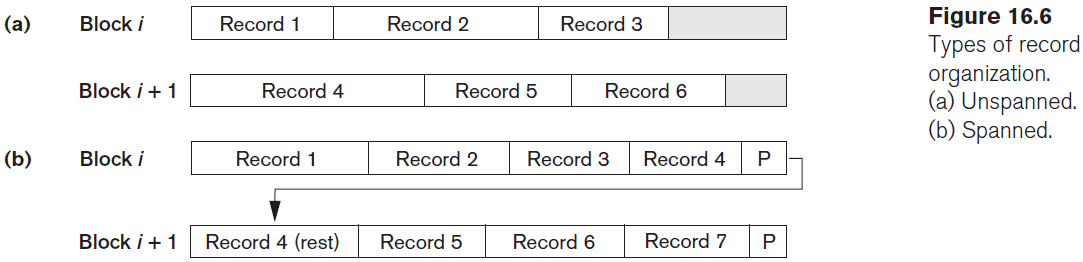 (a) Block i Record 1 Record 2 Record 3
Block i + 1 Record 4 Record 5 Record 6
(b) Block i Record 1 Record 2 Record 3 Record 4 P
Block i + 1 Record 4 (rest) Record 5 Record 6 Record 7 P
Figure 16.6
Types of record
organization.
(a) Unspanned.
(b) Spanned.